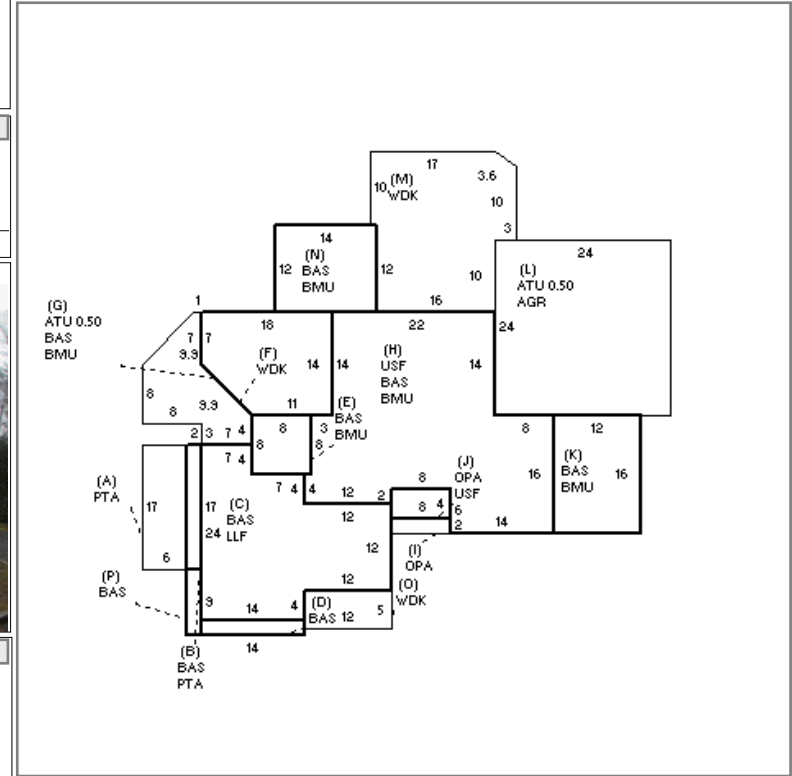 17
3.6
10 (M)
WDK
10
3
14
(N)
12 BAS 12
BMU
10
24
(L)
ATU 0.50
AGR
(G)
ATU 0.50
BAS
BMU
1
18
16
22
24
7 7
9.9
(F)
WDK
14 14
(H)
USF
BAS
BMU
14
8
8
9.9
11
(E)
BAS
BMU
2 3 7 4
8
8
3
8
7 4
8
12
(K)
BAS
BMU
16
16
(J)
OPA
USF
(A)
PTA
17
6
17
(C)
BAS
24 LLF
7 4 4
12
12
2
8
8 4
6
2
14
12
(I)
OPA
(P)
BAS
9
12
14
4
(D)
BAS 12
5
(O)
WDK
14
(B)
BAS
PTA